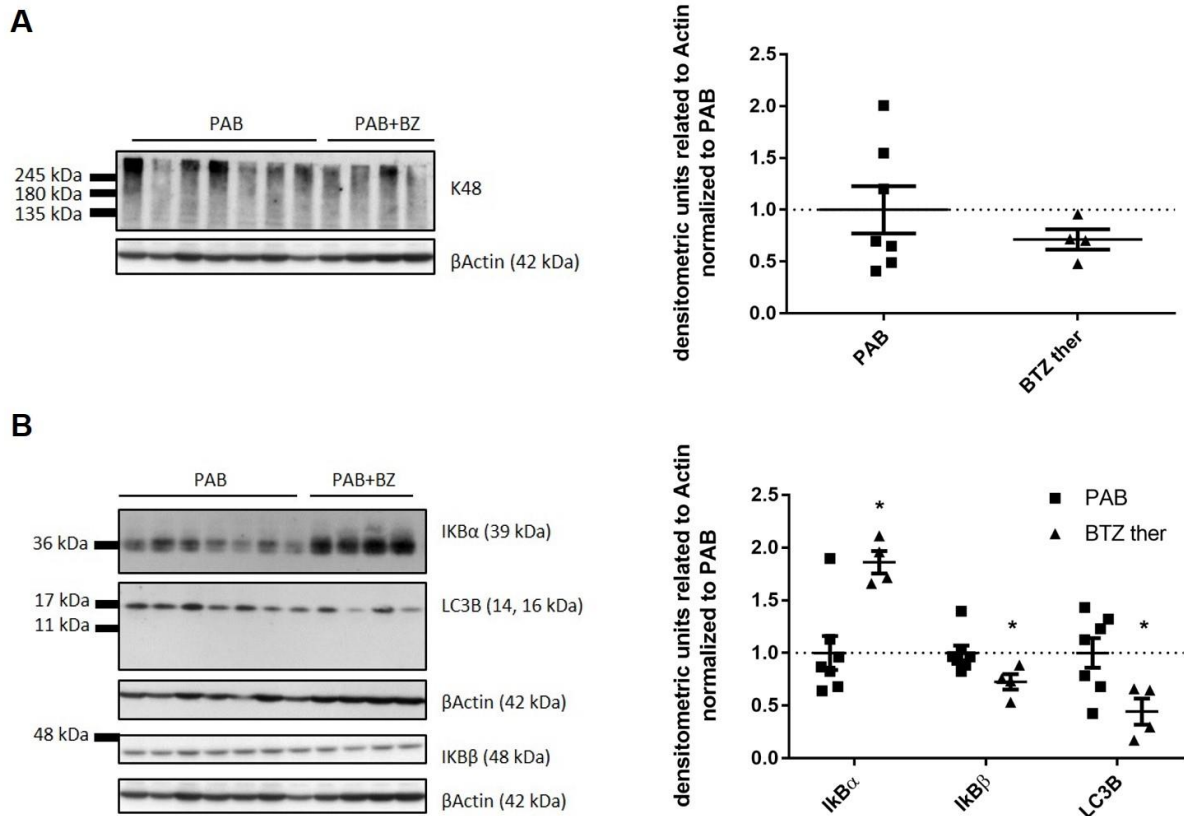 A
PAB
PAB+BZ
245 kDa
180 kDa
135 kDa
K48
βActin (42 kDa)
densitometric units related to Actin
normalized to PAB
2.5
2.0
1.5
1.0
0.5
0.0
PAB
BTZ ther
B
PAB
PAB+BZ
36 kDa
IKBα (39 kDa)
17 kDa
11 kDa
LC3B (14, 16 kDa)
βActin (42 kDa)
48 kDa
IKBβ (48 kDa)
βActin (42 kDa)
densitometric units related to Actin
normalized to PAB
2.5
2.0
1.5
1.0
0.5
0.0
PAB
BTZ ther
*
*
*
IkBα
IkBβ
LC3B